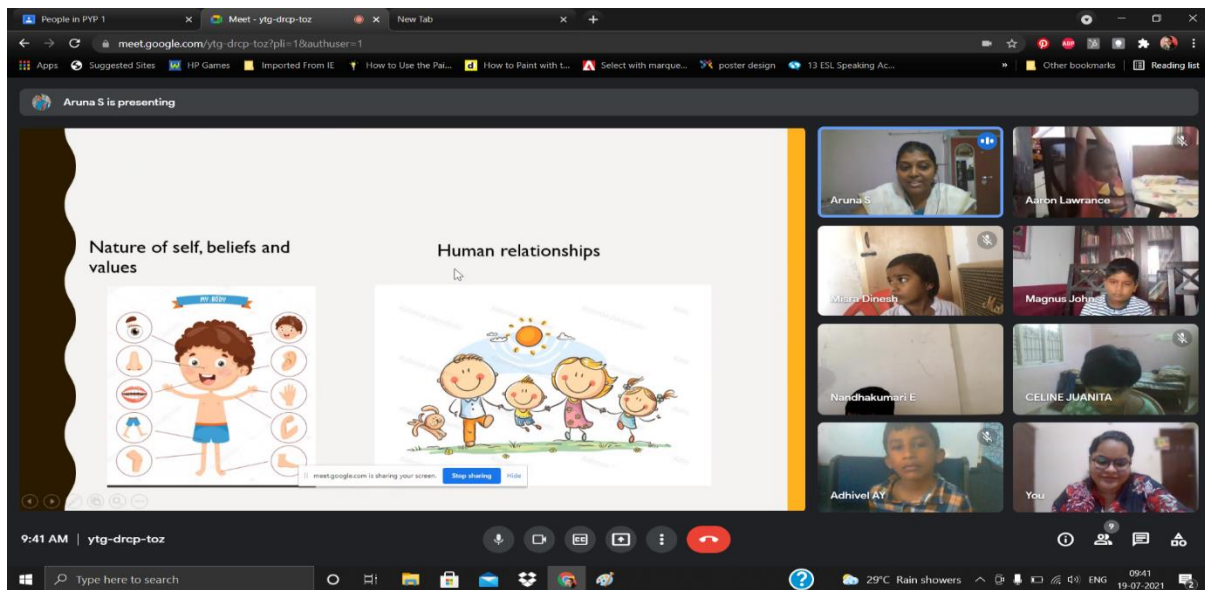 People in PYP 1
Meet - ytg-drcp-toz
New Tab
meet.google.com/ytg-drcp-toz?pli=1&authuser=1
Apps
Suggested Sites
HP Games
Imported From IE
How to Use the Pai...
How to Paint with t...
Select with marque...
poster design
13 ESL Speaking Ac...
»
Other bookmarks
Reading list
Aruna S is presenting
Nature of self, beliefs and
values
Human relationships
MY BODY
meet.google.com is sharing your screen.
Stop sharing
Hide
Aruna S
Aaron Lawrance
Misra Dinesh
Magnus John
Nandhakumari E
CELINE JUANITA
Adhivel AY
You
9:41 AM | ytg-drcp-toz
9
Type here to search
29°C Rain showers
ENG
09:41
19-07-2021
2